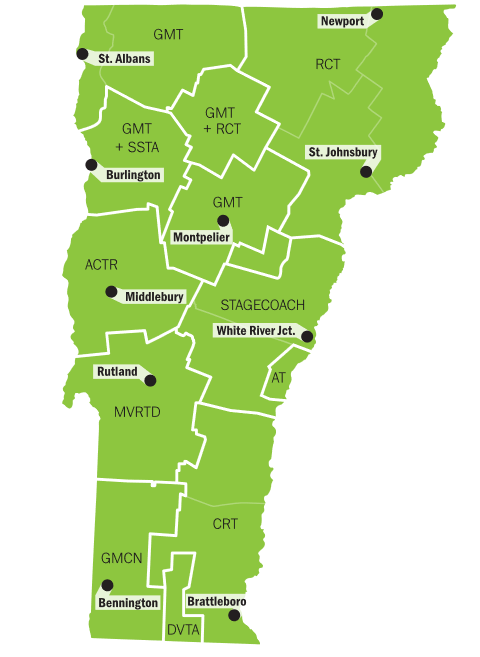 Newport
GMT
St. Albans
RCT
GMT
+ RCT
GMT
+ SSTA
St. Johnsbury
Burlington
GMT
Montpelier
ACTR
Middlebury
STAGECOACH
White River Jct.
Rutland
AT
MVRTD
CRT
GMCN
Bennington
Brattleboro
DVTA